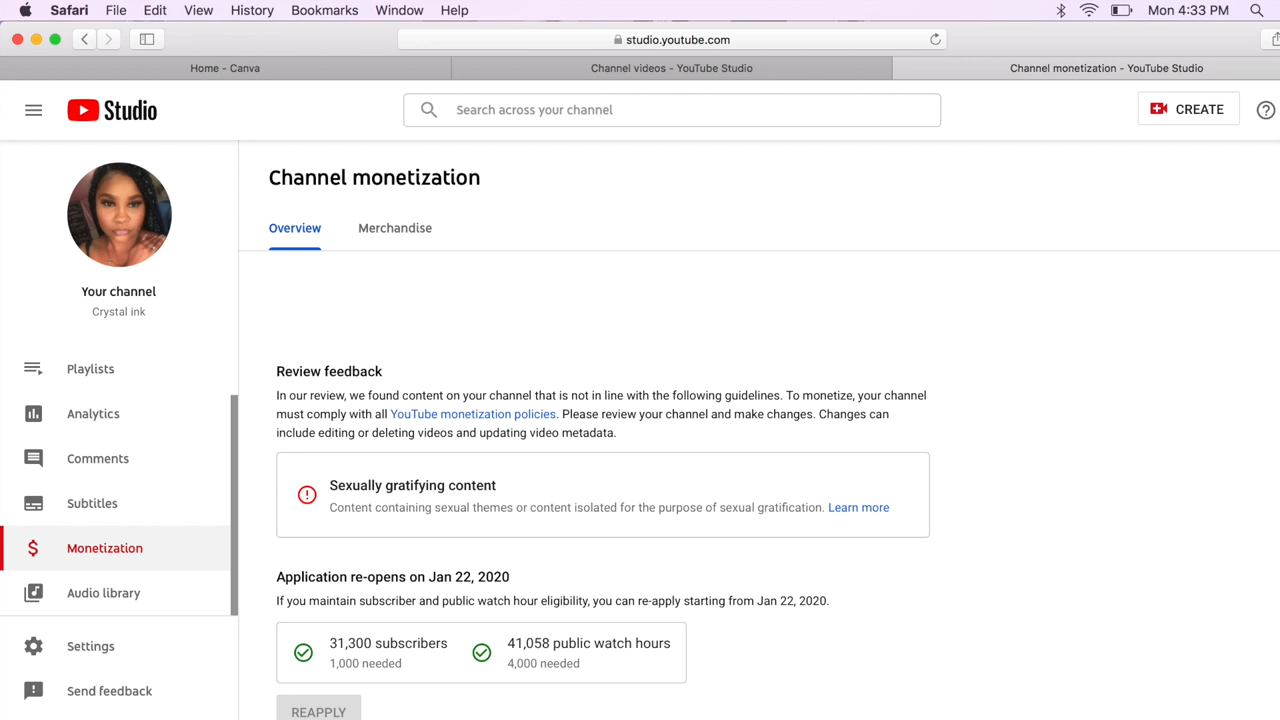 Safari File Edit View History Bookmarks Window Help Mon 4:33 PM
studio.youtube.com
Home - Canva Channel videos - YouTube Studio Channel monetization - YouTube Studio
Studio Search across your channel CREATE
Channel monetization
Overview Merchandise
Your channel
Crystal ink
Playlists
Analytics
Comments
Subtitles
Monetization
Audio library
Settings
Send feedback
Review feedback
In our review, we found content on your channel that is not in line with the following guidelines. To monetize, your channel
must comply with all YouTube monetization policies. Please review your channel and make changes. Changes can
include editing or deleting videos and updating video metadata.
Sexually gratifying content
Content containing sexual themes or content isolated for the purpose of sexual gratification. Learn more
Application re-opens on Jan 22, 2020
If you maintain subscriber and public watch hour eligibility, you can re-apply starting from Jan 22, 2020.
31,300 subscribers 41,058 public watch hours
1,000 needed 4,000 needed
REAPPLY